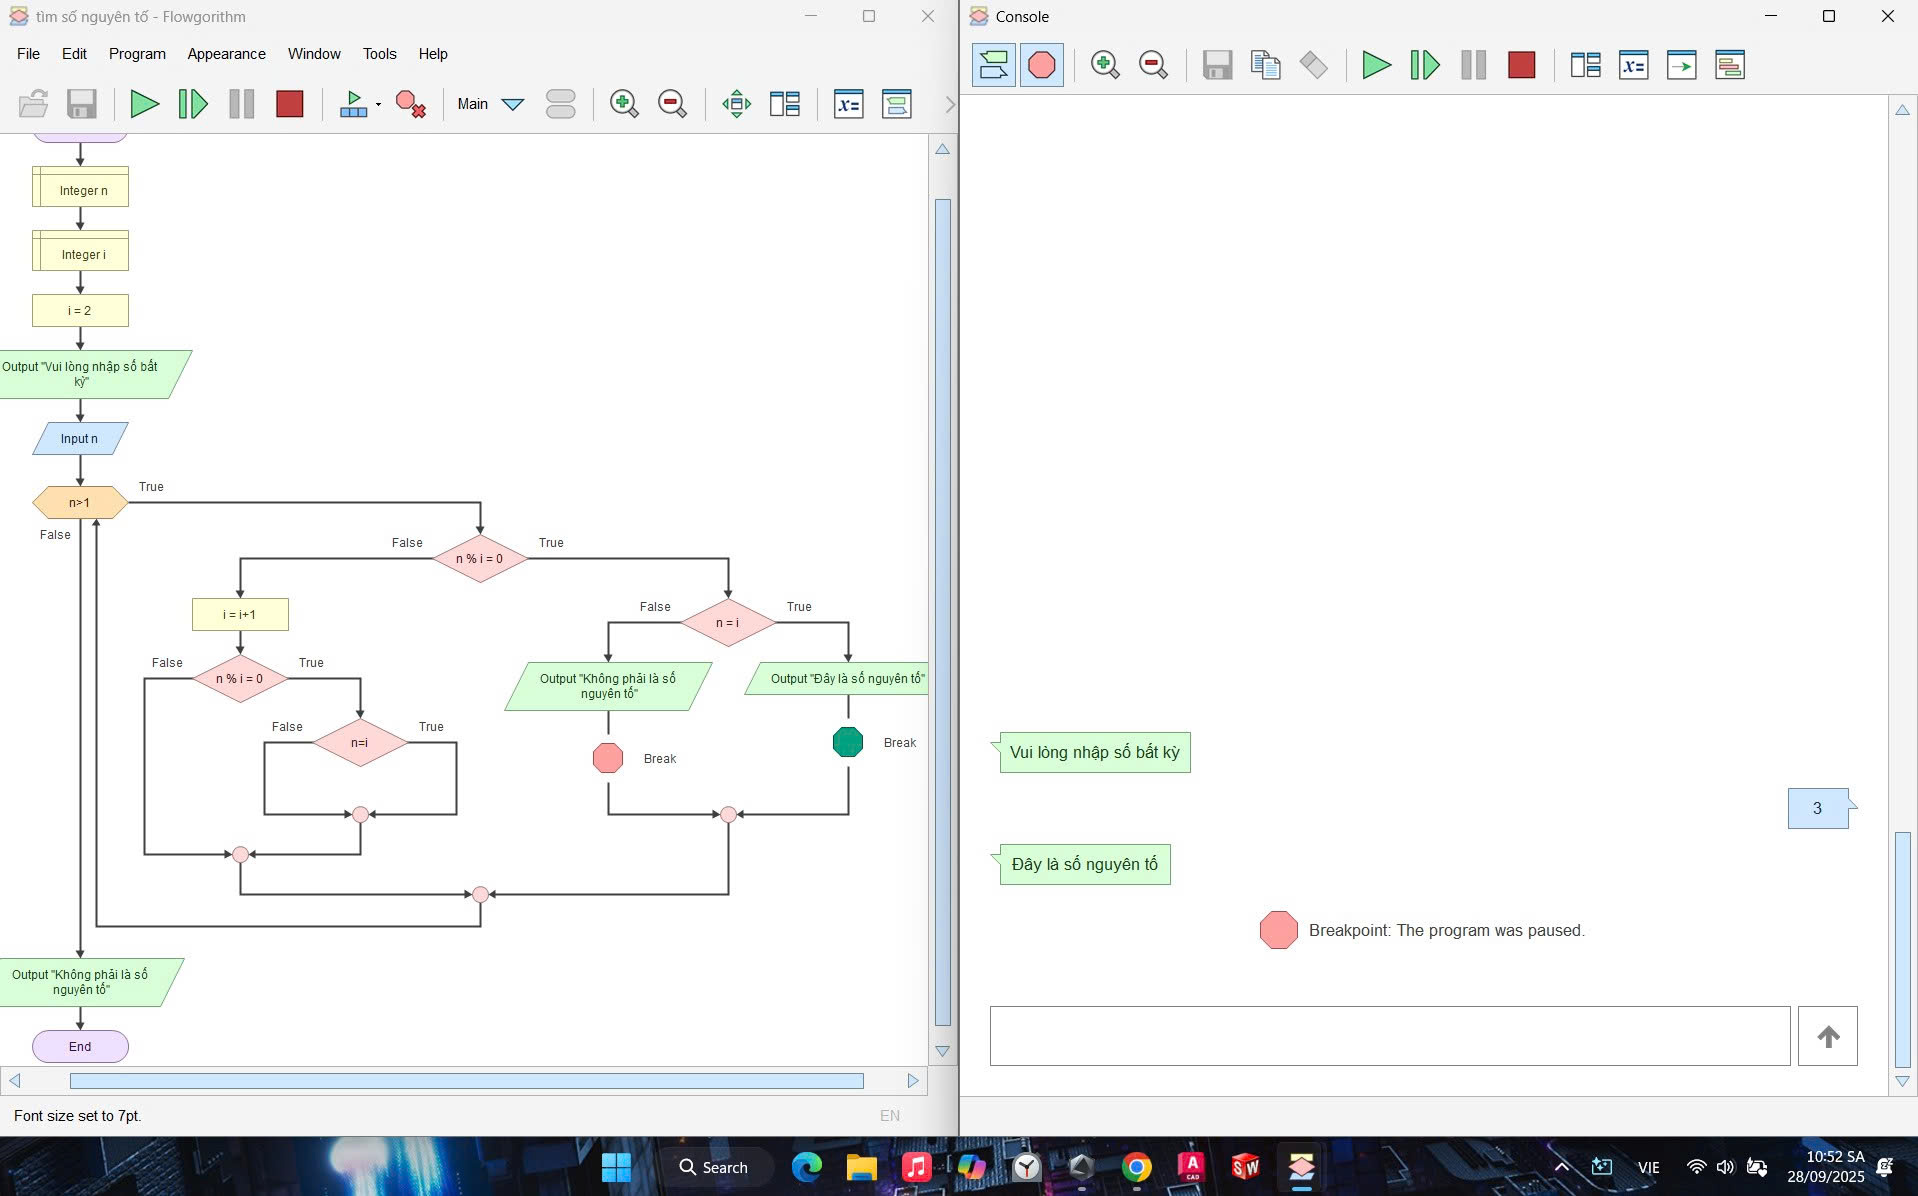 tìm số nguyên tố - Flowgorithm
File Edit Program Appearance Window Tools Help
Main
x=
Integer n
Integer i
i = 2
Output "Vui lòng nhập số bất
kỳ"
Input n
True
n>1
False
False
True
n % i = 0
i = i+1
False
True
n = i
False
True
n % i = 0
Output "Không phải là số
nguyên tố"
Output "Đây là số nguyên tố"
False
True
n=i
Break
Break
Output "Không phải là số
nguyên tố"
End
Font size set to 7pt.
EN
Console
x=
Vui lòng nhập số bất kỳ
3
Đây là số nguyên tố
Breakpoint: The program was paused.
Search
A
CAD
SW
VIE
10:52 SA
28/09/2025